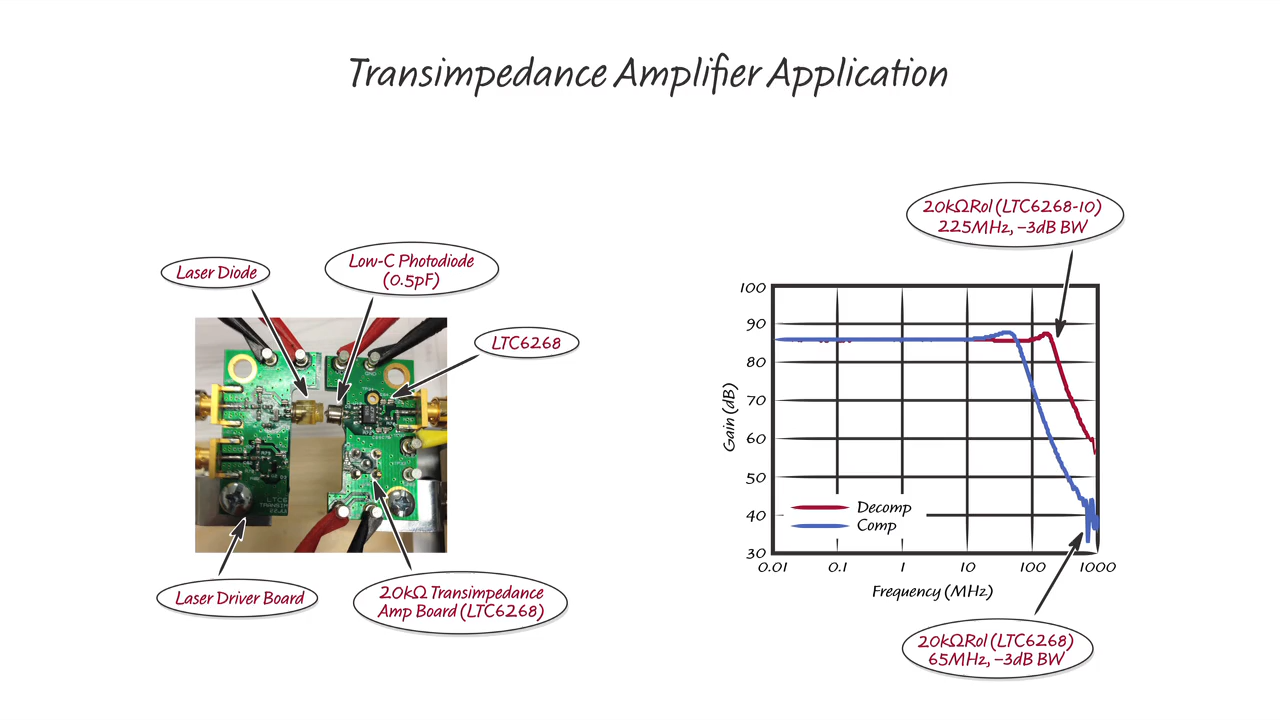 Transimpedance Amplifier Application
Laser Diode
Low-C Photodiode
(0.5pF)
LTC6268
Laser Driver Board
20kΩ Transimpedance
Amp Board (LTC6268)
20kΩRol (LTC6268-10)
225MHz, –3dB BW
100
90
80
70
60
50
40
30
Gain (dB)
Decomp
Comp
0.01 0.1 1 10 100 1000
Frequency (MHz)
20kΩRol (LTC6268)
65MHz, –3dB BW